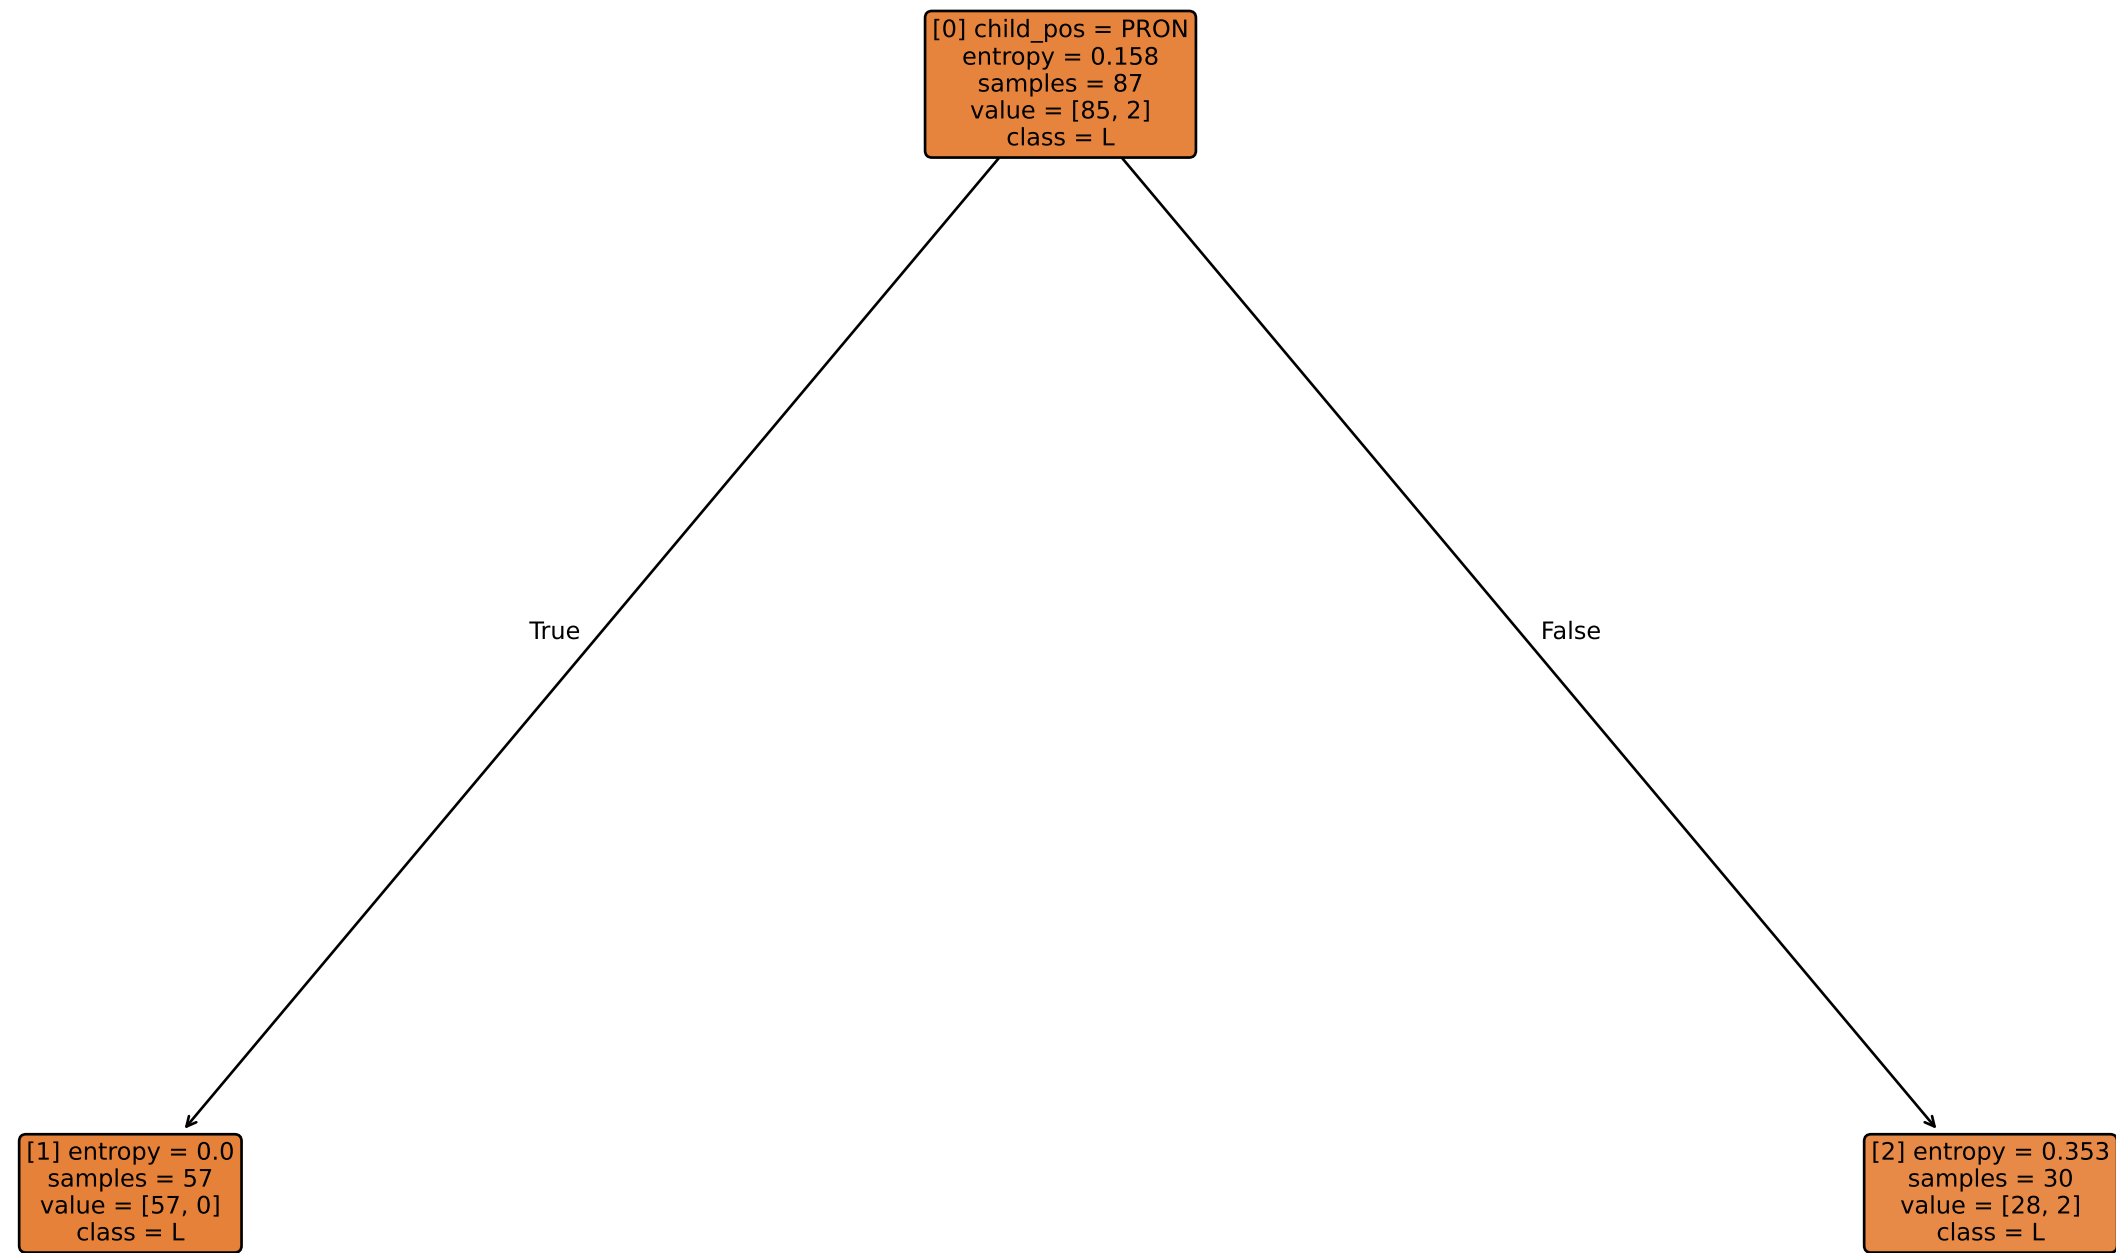 [0] child_pos = PRON
entropy = 0.158
samples = 87
value = [85, 2]
class = L
True
False
[1] entropy = 0.0
samples = 57
value = [57, 0]
class = L
[2] entropy = 0.353
samples = 30
value = [28, 2]
class = L